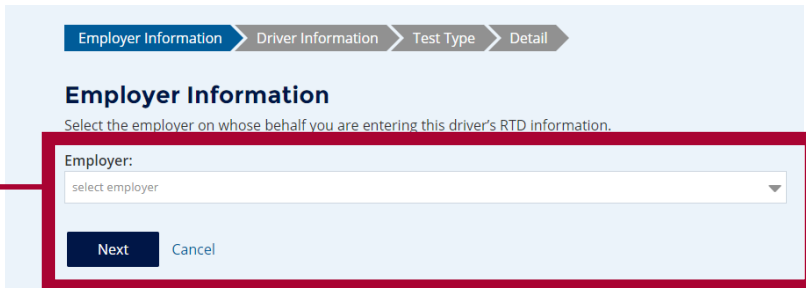 Employer Information Driver Information Test Type Detail
Employer Information
Select the employer on whose behalf you are entering this driver's RTD information.
Employer:
select employer
Next Cancel